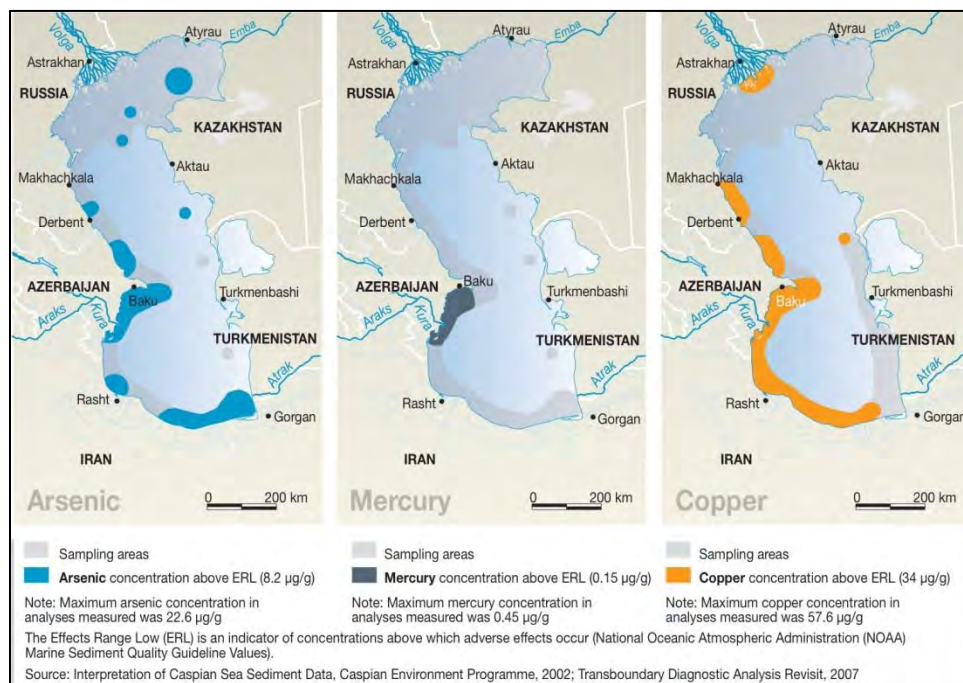 Volga
Atyrau
Emba
Astrakhan
RUSSIA
KAZAKHSTAN
Aktau
Makhachkala
Derbent
AZERBAIJAN
Baku
Araks
Kura
Turkmenbashi
TURKMENISTAN
Atrak
Rasht
Gorgan
IRAN
Arsenic
0 200 km
Volga
Atyrau
Emba
Astrakhan
RUSSIA
KAZAKHSTAN
Aktau
Makhachkala
Derbent
AZERBAIJAN
Baku
Araks
Kura
Turkmenbashi
TURKMENISTAN
Atrak
Rasht
Gorgan
IRAN
Mercury
0 200 km
Volga
Atyrau
Emba
Astrakhan
RUSSIA
KAZAKHSTAN
Aktau
Makhachkala
Derbent
AZERBAIJAN
Baku
Araks
Kura
Turkmenbashi
TURKMENISTAN
Atrak
Rasht
Gorgan
IRAN
Copper
0 200 km
Sampling areas
Arsenic concentration above ERL (8.2 µg/g)
Note: Maximum arsenic concentration in
analyses measured was 22.6 µg/g
Sampling areas
Mercury concentration above ERL (0.15 µg/g)
Note: Maximum mercury concentration in
analyses measured was 0.45 µg/g
Sampling areas
Copper concentration above ERL (34 µg/g)
Note: Maximum copper concentration in
analyses measured was 57.6 µg/g
The Effects Range Low (ERL) is an indicator of concentrations above which adverse effects occur (National Oceanic Atmospheric Administration (NOAA)
Marine Sediment Quality Guideline Values).
Source: Interpretation of Caspian Sea Sediment Data, Caspian Environment Programme, 2002; Transboundary Diagnostic Analysis Revisit, 2007